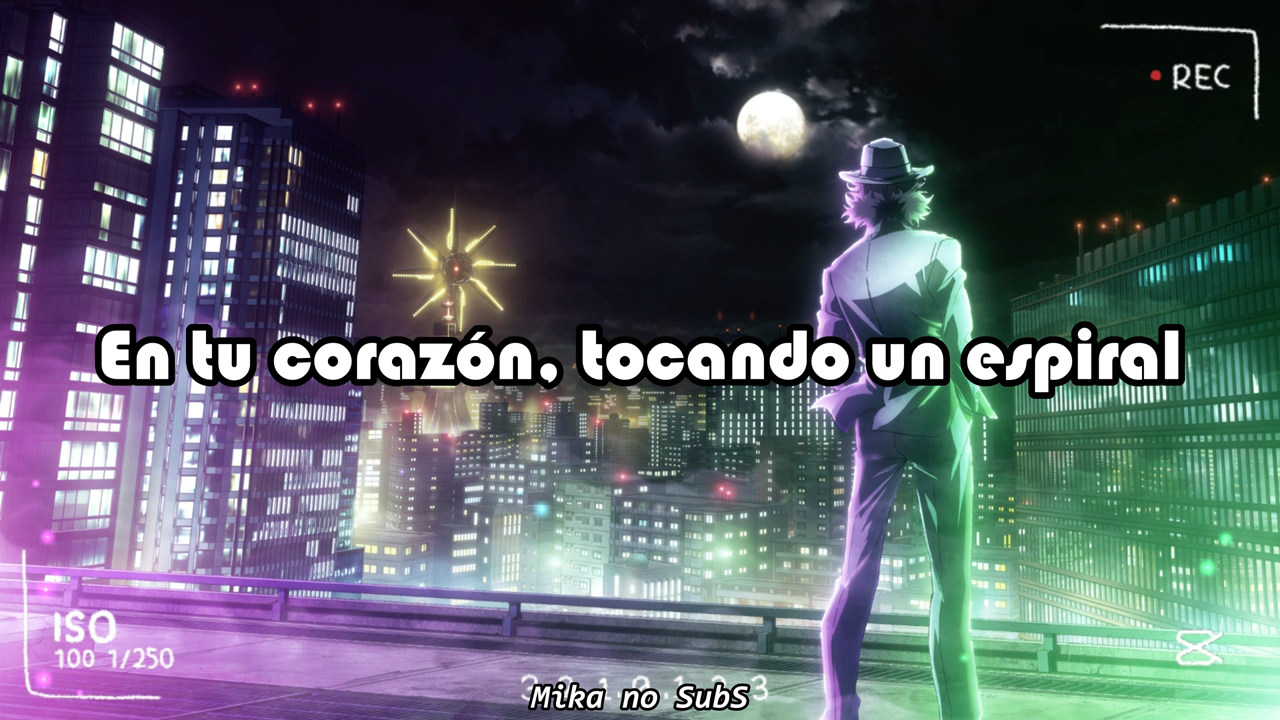 REC
En tu corazón, tocando un espiral
ISO
100 1/250
Mika no SubS